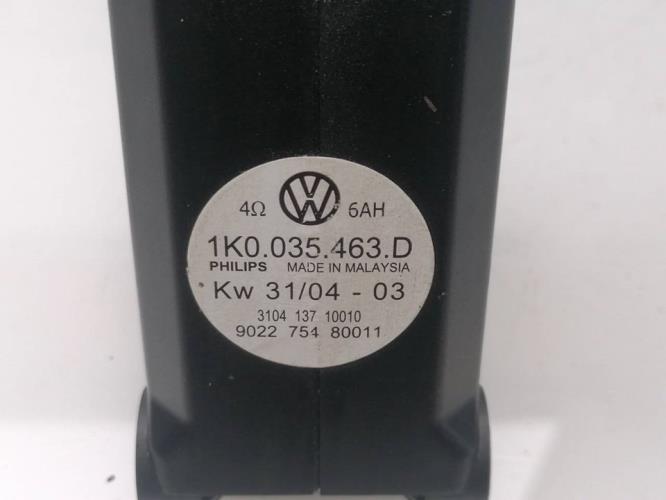 4Ω VW 6AH
1K0.035.463.D
PHILIPS MADE IN MALAYSIA
Kw 31/04 - 03
3104 137 10010
9022 754 80011